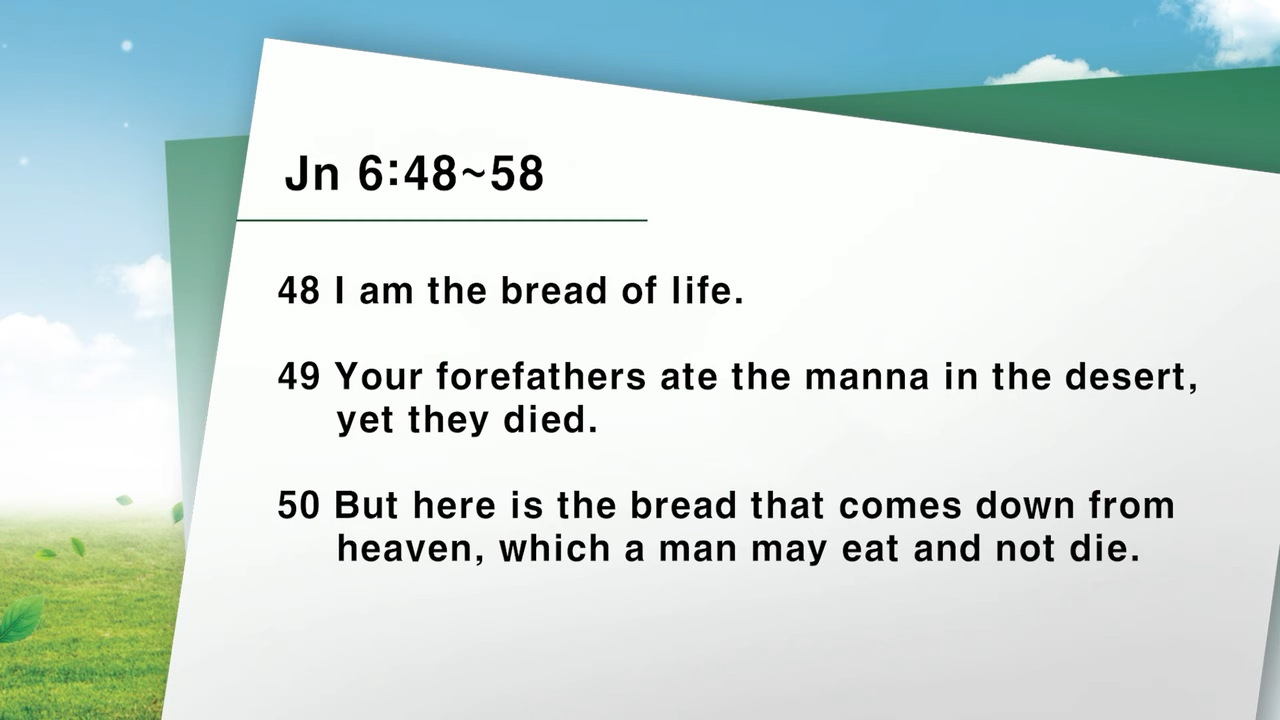 Jn 6:48~58
48 I am the bread of life.
49 Your forefathers ate the manna in the desert,
yet they died.
50 But here is the bread that comes down from
heaven, which a man may eat and not die.